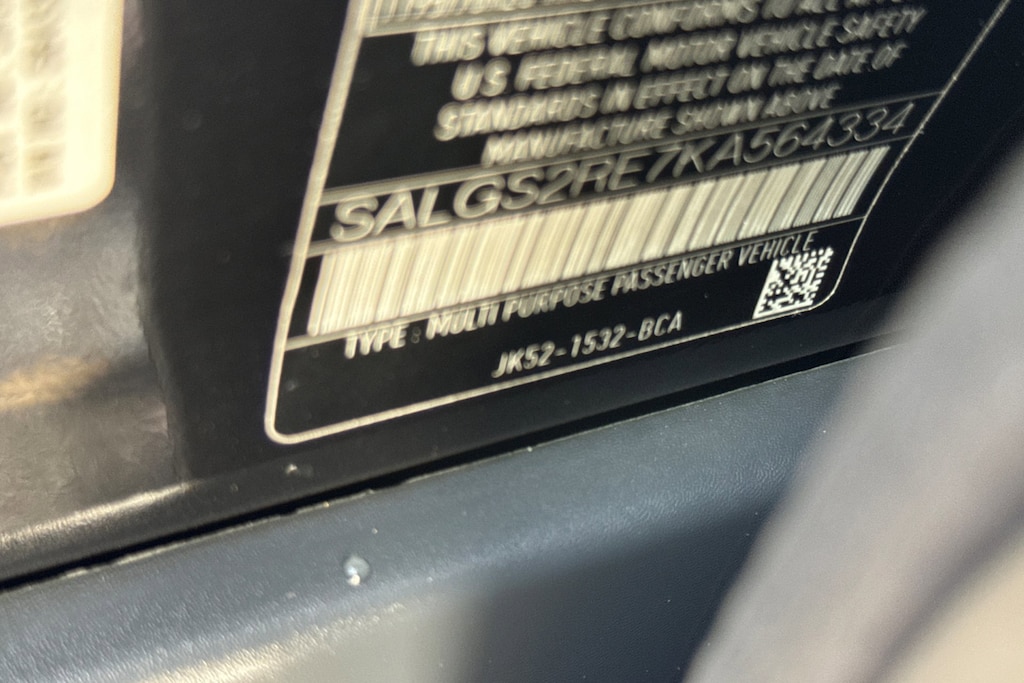 THIS VEHICLE CONFORMS TO ALL
U.S FEDERAL MOTOR VEHICLE SAFETY
STANDARDS IN EFFECT ON THE DATE OF
MANUFACTURE SHOWN ABOVE
SALGS2RE7KA564334
TYPE : MULTI PURPOSE PASSENGER VEHICLE
JK52-1532-BCA